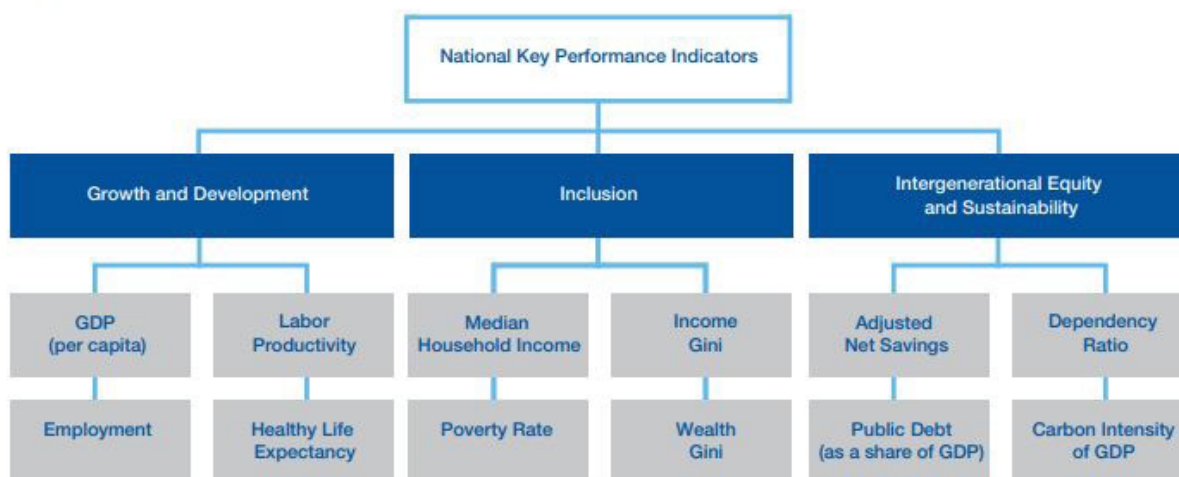 National Key Performance Indicators
Growth and Development
Inclusion
Intergenerational Equity
and Sustainability
GDP
(per capita)
Labor
Productivity
Median
Household Income
Income
Gini
Adjusted
Net Savings
Dependency
Ratio
Employment
Healthy Life
Expectancy
Poverty Rate
Wealth
Gini
Public Debt
(as a share of GDP)
Carbon Intensity
of GDP